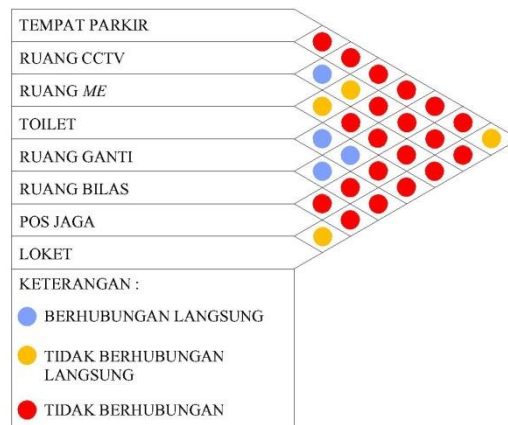 TEMPAT PARKIR
RUANG CCTV
RUANG ME
TOILET
RUANG GANTI
RUANG BILAS
POS JAGA
LOKET
KETERANGAN :
BERHUBUNGAN LANGSUNG
TIDAK BERHUBUNGAN
LANGSUNG
TIDAK BERHUBUNGAN